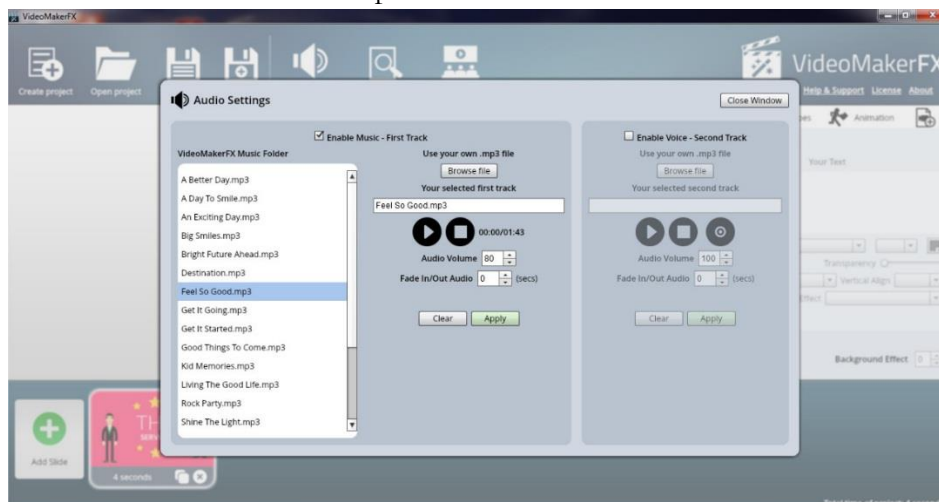 VideoMakerFX
Create project
Open project
VideoMakerFX
Help & Support License About
Animation
Audio Settings
Close Window
Enable Music - First Track
VideoMakerFX Music Folder
A Better Day.mp3
A Day To Smile.mp3
An Exciting Day.mp3
Big Smiles.mp3
Bright Future Ahead.mp3
Destination.mp3
Feel So Good.mp3
Get It Going.mp3
Get It Started.mp3
Good Things To Come.mp3
Kid Memories.mp3
Living The Good Life.mp3
Rock Party.mp3
Shine The Light.mp3
Use your own .mp3 file
Browse file
Your selected first track
Feel So Good.mp3
00:00/01:43
Audio Volume 80
Fade In/Out Audio 0 (secs)
Clear Apply
Enable Voice - Second Track
Use your own .mp3 file
Browse file
Your selected second track
Audio Volume 100
Fade In/Out Audio 0 (secs)
Clear Apply
Your Text
Transparency
Vertical Align
Effect
Background Effect 0
Add Slide
TH
SERV
4 seconds